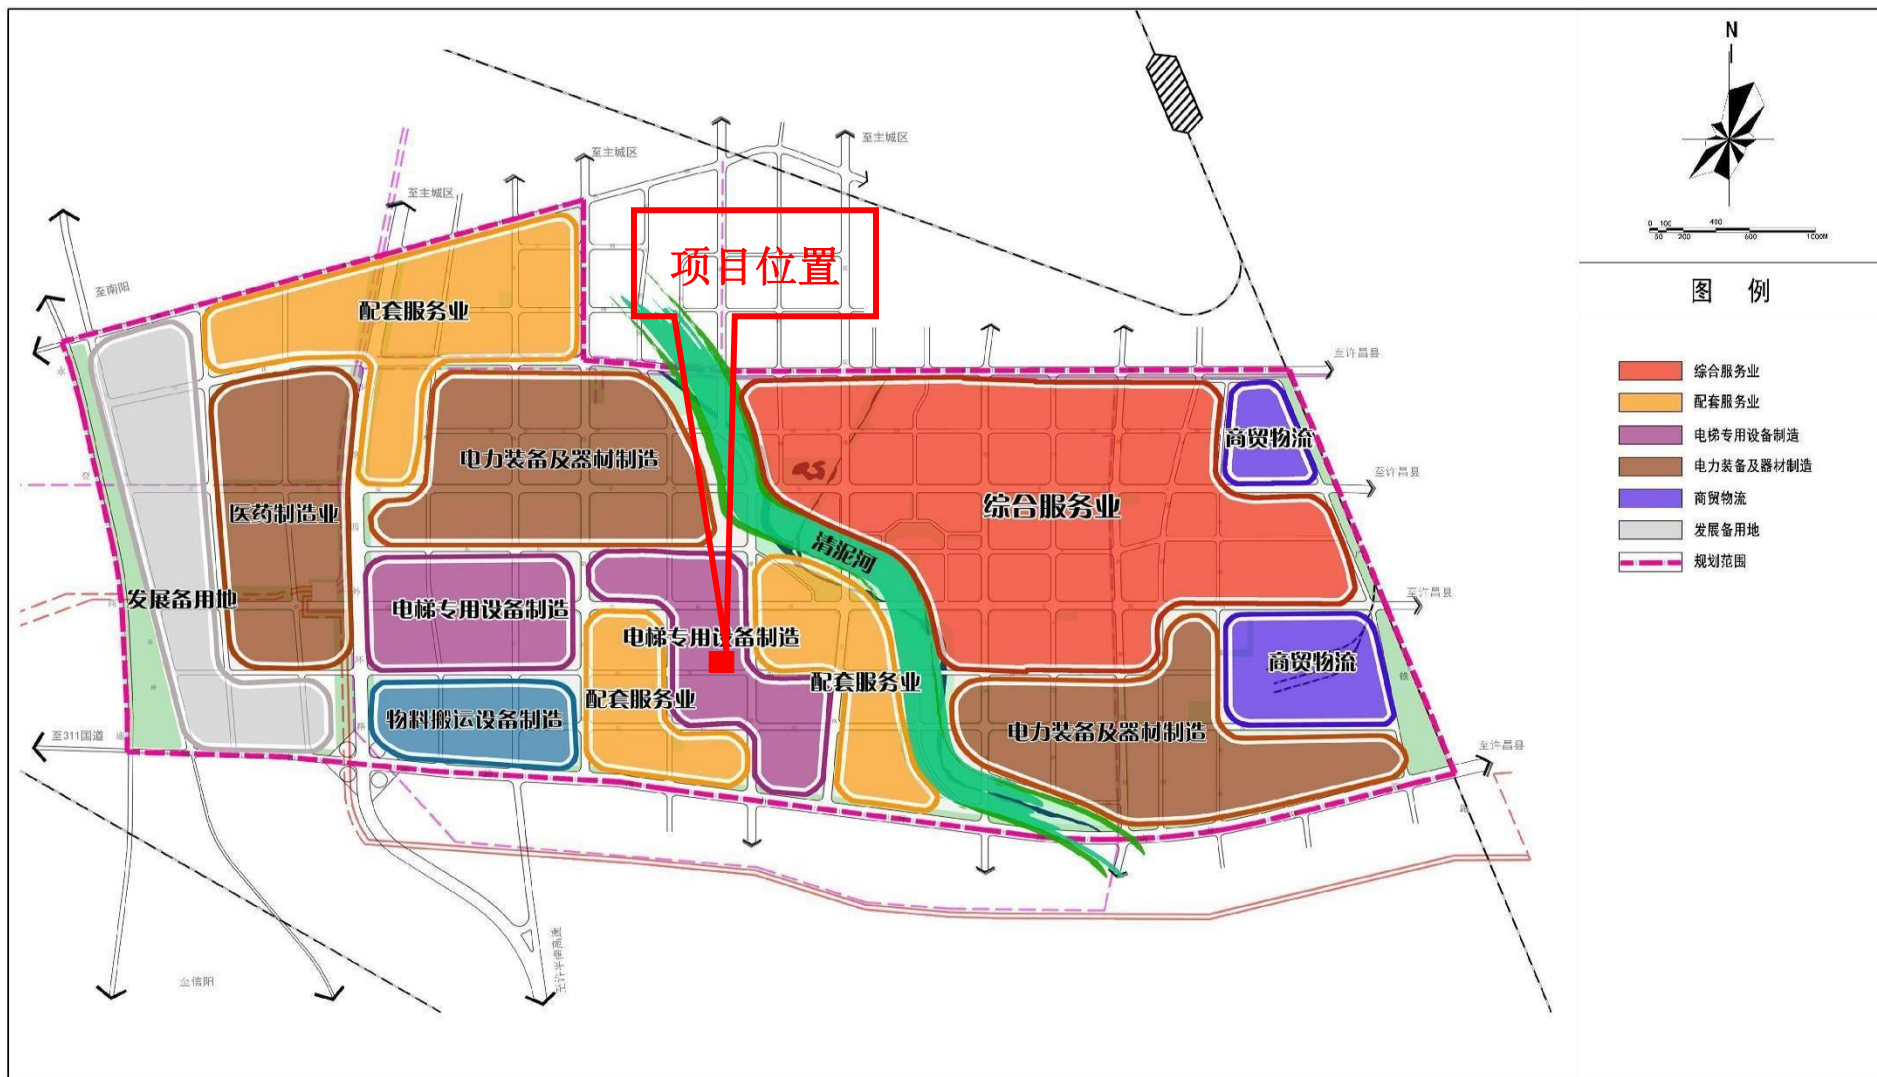 N
0 100 400
50 200 600 1000M
图 例
综合服务业
配套服务业
电梯专用设备制造
电力装备及器材制造
商贸物流
发展备用地
规划范围
至主城区
至主城区
至主城区
至南阳
项目位置
配套服务业
至许昌县
商贸物流
电力装备及器材制造
至许昌县
医药制造业
综合服务业
清泥河
发展备用地
电梯专用设备制造
电梯专用设备制造
至许昌县
商贸物流
配套服务业
配套服务业
物料搬运设备制造
电力装备及器材制造
至311国道
至许昌县
至信阳